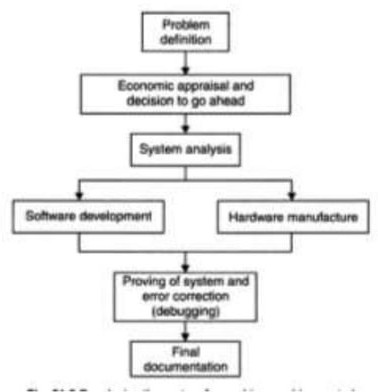 Problem
definition
Economic appraisal and
decision to go ahead
System analysis
Software development
Hardware manufacture
Proving of system and
error correction
(debugging)
Final
documentation